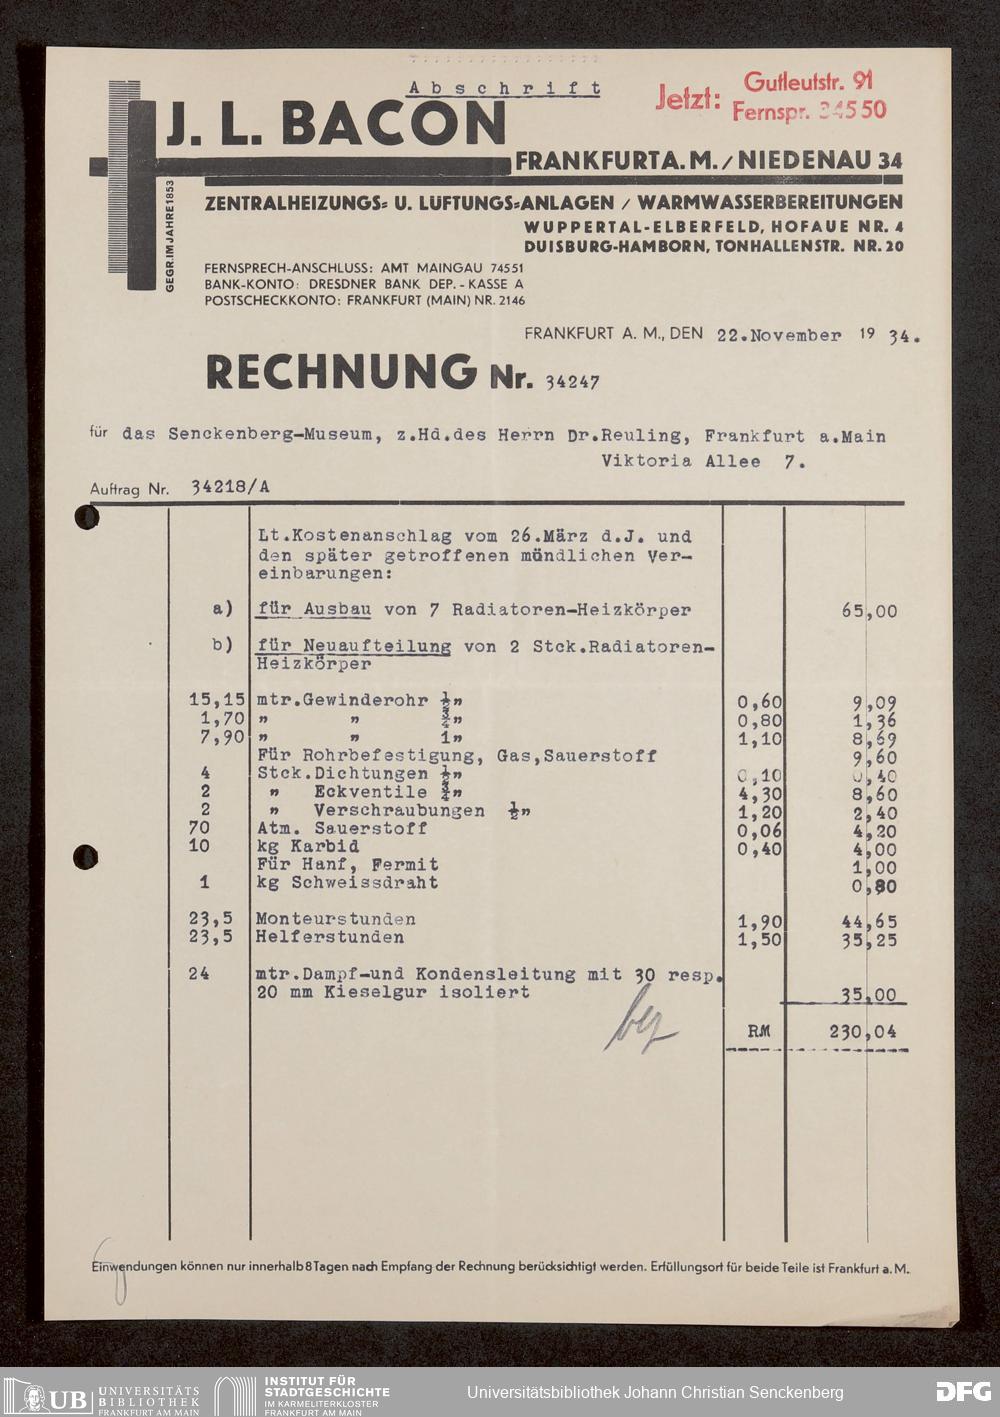 Abschrift
Jetzt: Gutleutstr. 91
Fernspr. 34550
J. L. BACON
FRANKFURT A. M. / NIEDENAU 34
GEGR. IM JAHRE 1853
ZENTRALHEIZUNGS= U. LÜFTUNGS=ANLAGEN / WARMWASSERBEREITUNGEN
WUPPERTAL-ELBERFELD, HOFAUE NR. 4
DUISBURG-HAMBORN, TONHALLENSTR. NR. 20
FERNSPRECH-ANSCHLUSS: AMT MAINGAU 74551
BANK-KONTO: DRESDNER BANK DEP. - KASSE A
POSTSCHECKKONTO: FRANKFURT (MAIN) NR. 2146
FRANKFURT A. M., DEN 22.November 19 34.
RECHNUNG Nr. 34247
für das Senckenberg-Museum, z.Hd.des Herrn Dr.Reuling, Frankfurt a.Main
Viktoria Allee 7.
Auftrag Nr. 34218/A
Lt.Kostenanschlag vom 26.März d.J. und
den später getroffenen mündlichen Ver-
einbarungen:
a) für Ausbau von 7 Radiatoren-Heizkörper 65,00
b) für Neuaufteilung von 2 Stck.Radiatoren-
Heizkörper
15,15 mtr.Gewinderohr ½" 0,60 9,09
1,70 " " ¾" 0,80 1,36
7,90 " " 1" 1,10 8,69
Für Rohrbefestigung, Gas,Sauerstoff 9,60
4 Stck.Dichtungen ½" 0,10 0,40
2 " Eckventile ¾" 4,30 8,60
2 " Verschraubungen ½" 1,20 2,40
70 Atm. Sauerstoff 0,06 4,20
10 kg Karbid 0,40 4,00
Für Hanf, Fermit 1,00
1 kg Schweissdraht 0,80
23,5 Monteurstunden 1,90 44,65
23,5 Helferstunden 1,50 35,25
24 mtr.Dampf-und Kondensleitung mit 30 resp.
20 mm Kieselgur isoliert 35,00
bez
RM 230,04
Einwendungen können nur innerhalb 8 Tagen nach Empfang der Rechnung berücksichtigt werden. Erfüllungsort für beide Teile ist Frankfurt a. M.
UB UNIVERSITÄTS
BIBLIOTHEK
FRANKFURT AM MAIN
INSTITUT FÜR
STADTGESCHICHTE
IM KARMELITERKLOSTER
FRANKFURT AM MAIN
Universitätsbibliothek Johann Christian Senckenberg
DFG